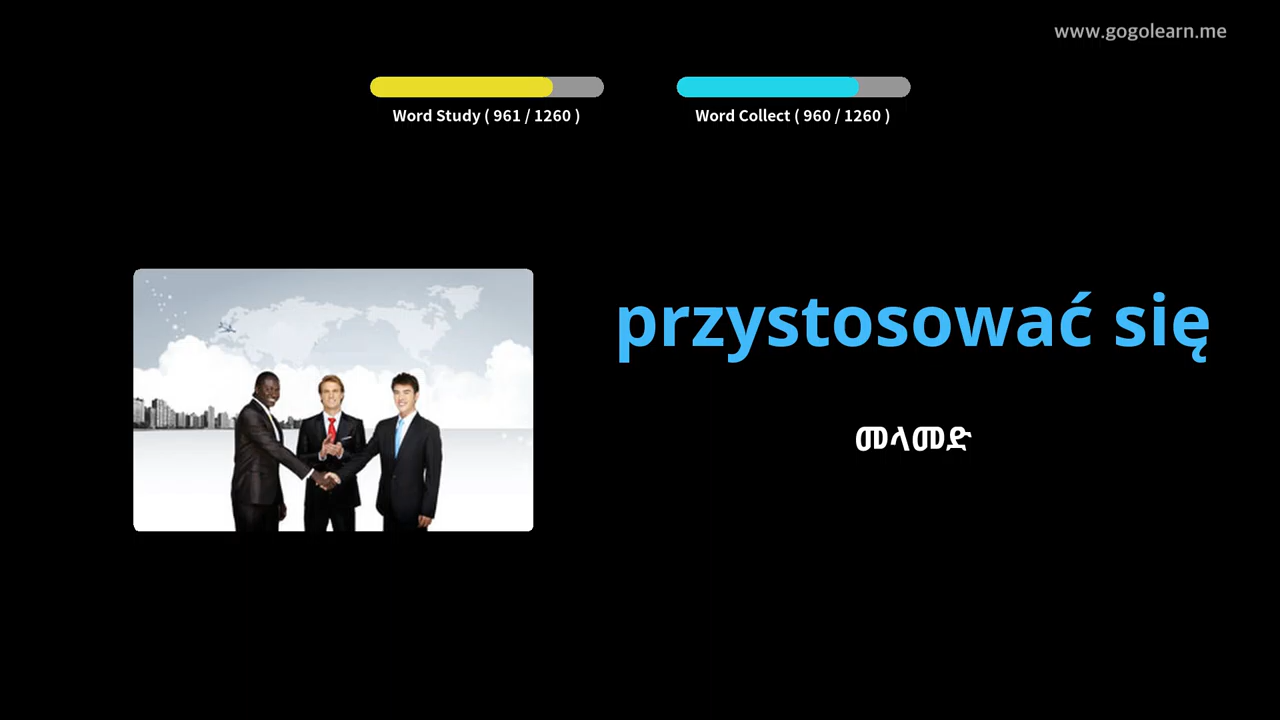 www.gogolearn.me
Word Study ( 961 / 1260 )
Word Collect ( 960 / 1260 )
przystosować się
መላመድ